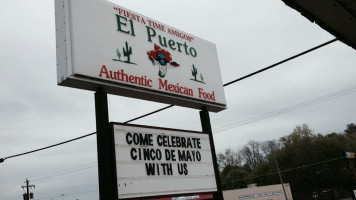 "FIESTA TIME AMIGOS"
El Puerto
Authentic Mexican Food
COME CELEBRATE
CINCO DE MAYO
WITH US